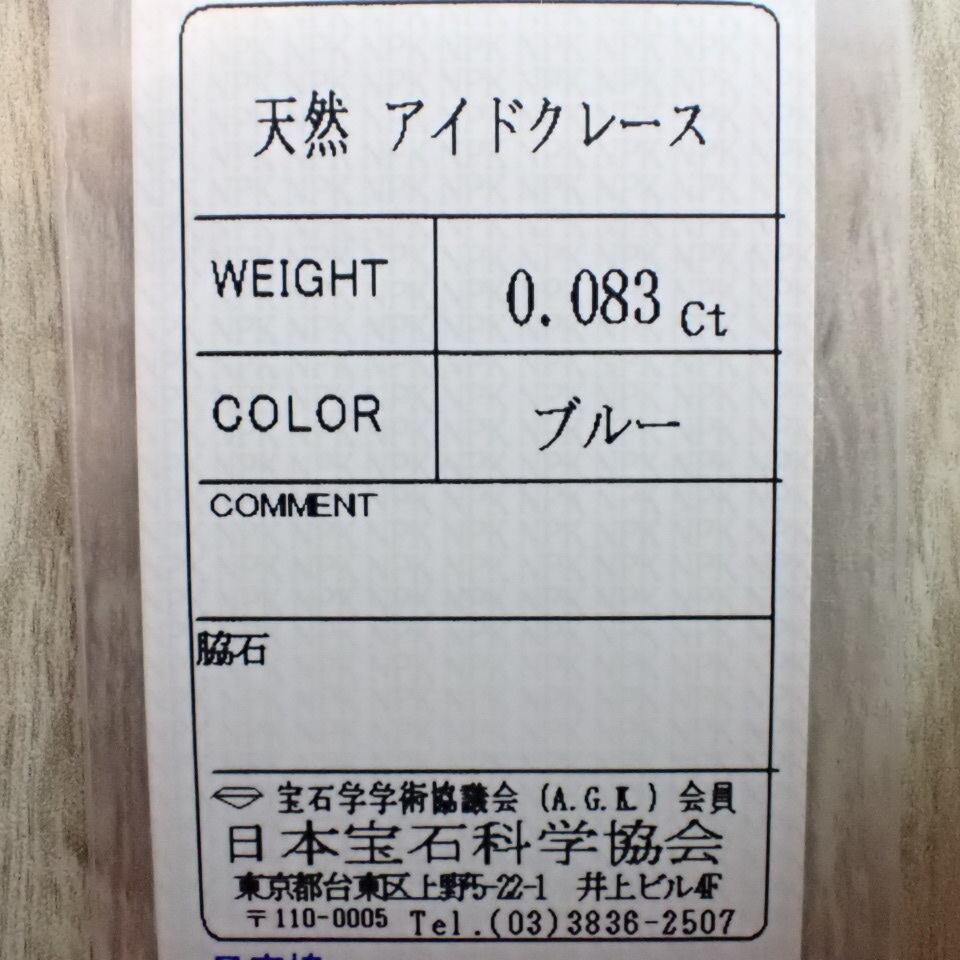 天然 アイドクレース
WEIGHT 0.083 Ct
COLOR ブルー
COMMENT
脇石
宝石学学術協議会 (A.G.K.) 会員
日本宝石科学協会
東京都台東区上野5-22-1 井上ビル4F
〒110-0005 Tel.(03)3836-2507